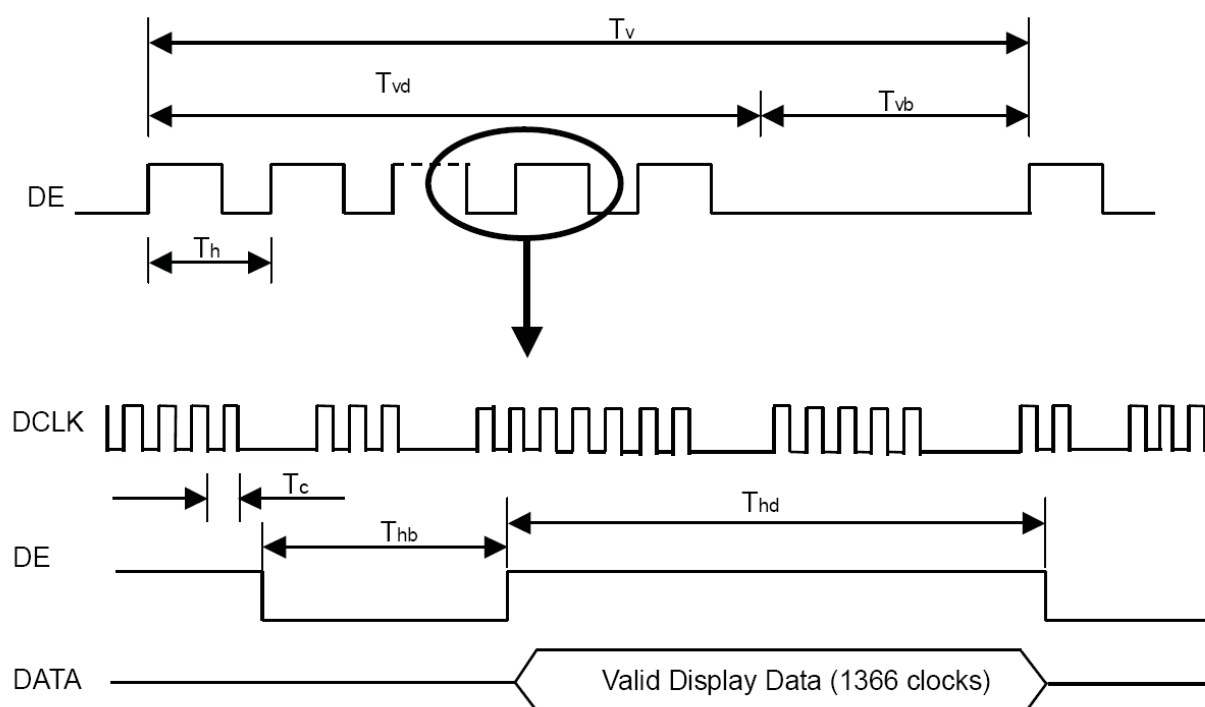 Tv
Tvd
Tvb
DE
Th
DCLK
Tc
Thd
Thb
DE
DATA
Valid Display Data (1366 clocks)